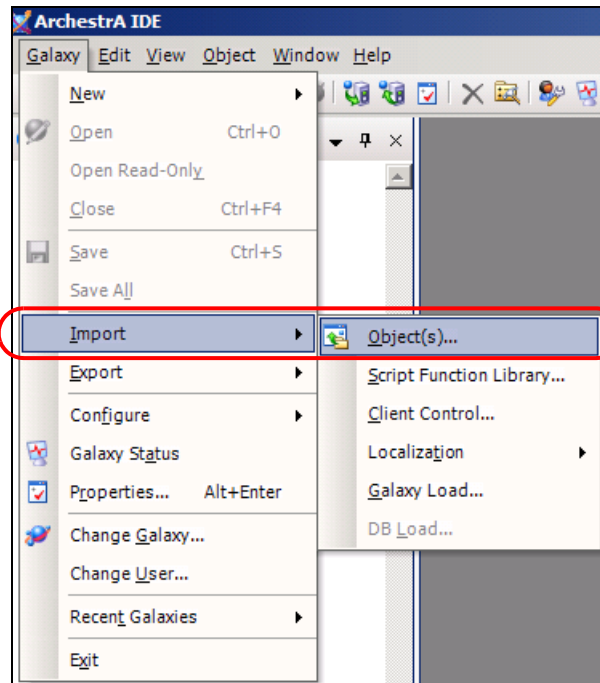 ArchestrA IDE
Galaxy Edit View Object Window Help
New
Open Ctrl+O
Open Read-Only
Close Ctrl+F4
Save Ctrl+S
Save All
Import
Export
Configure
Galaxy Status
Properties... Alt+Enter
Change Galaxy...
Change User...
Recent Galaxies
Exit
Object(s)...
Script Function Library...
Client Control...
Localization
Galaxy Load...
DB Load...